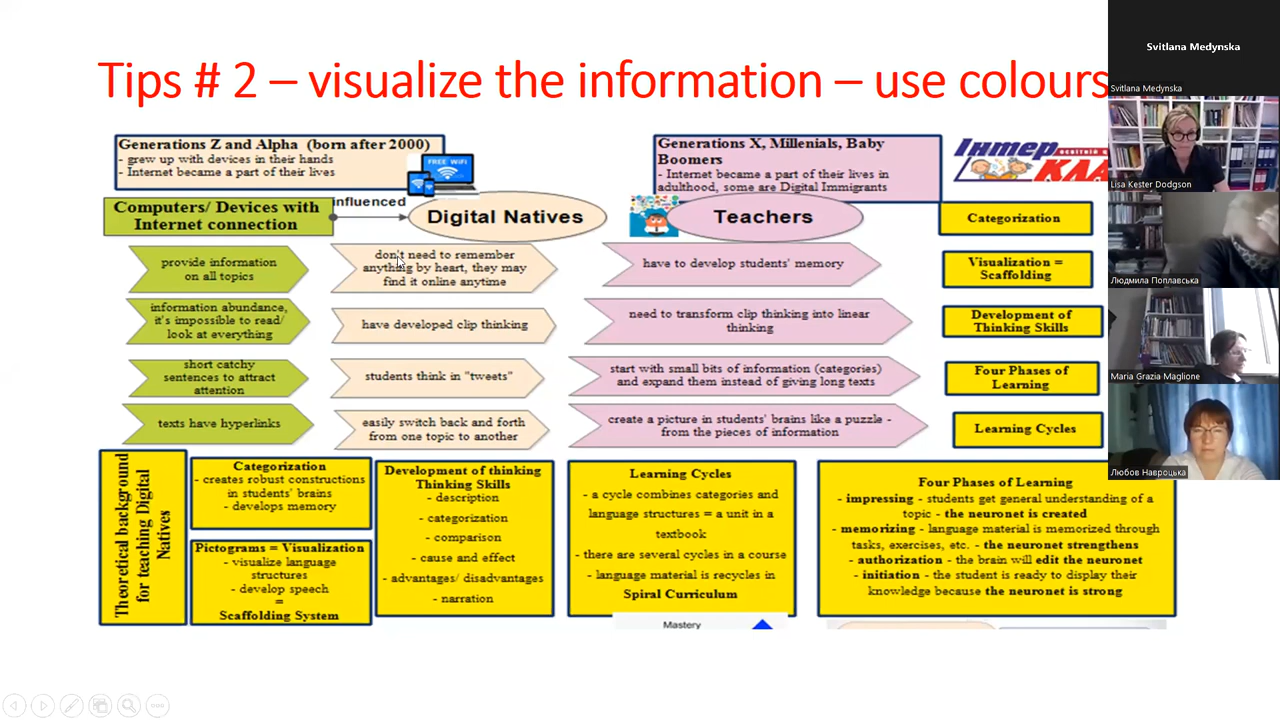 Tips # 2 – visualize the information – use colours
Generations Z and Alpha (born after 2000)
- grew up with devices in their hands
- Internet became a part of their lives
FREE WIFI
Generations X, Millenials, Baby
Boomers
- Internet became a part of their lives in
adulthood, some are Digital Immigrants
Інтер
Computers/ Devices with
Internet connection
influenced
Digital Natives
Teachers
Categorization
provide information
on all topics
don't need to remember
anything by heart, they may
find it online anytime
have to develop students' memory
Visualization =
Scaffolding
information abundance,
it's impossible to read/
look at everything
have developed clip thinking
need to transform clip thinking into linear
thinking
Development of
Thinking Skills
short catchy
sentences to attract
attention
students think in "tweets"
start with small bits of information (categories)
and expand them instead of giving long texts
Four Phases of
Learning
texts have hyperlinks
easily switch back and forth
from one topic to another
create a picture in students' brains like a puzzle -
from the pieces of information
Learning Cycles
Theoretical background
for teaching Digital
Natives
Categorization
- creates robust constructions
in students' brains
- develops memory
Pictograms = Visualization
- visualize language
structures
- develop speech
=
Scaffolding System
Development of thinking
Thinking Skills
- description
- categorization
- comparison
- cause and effect
- advantages/ disadvantages
- narration
Learning Cycles
- a cycle combines categories and
language structures = a unit in a
textbook
- there are several cycles in a course
- language material is recycles in
Spiral Curriculum
Four Phases of Learning
- impressing - students get general understanding of a
topic - the neuronet is created
- memorizing - language material is memorized through
tasks, exercises, etc. - the neuronet strengthens
- authorization - the brain will edit the neuronet
- initiation - the student is ready to display their
knowledge because the neuronet is strong
Mastery
Svitlana Medynska
Svitlana Medynska
Lisa Kester Dodgson
Людмила Поплавська
Maria Grazia Maglione
Любов Навроцька